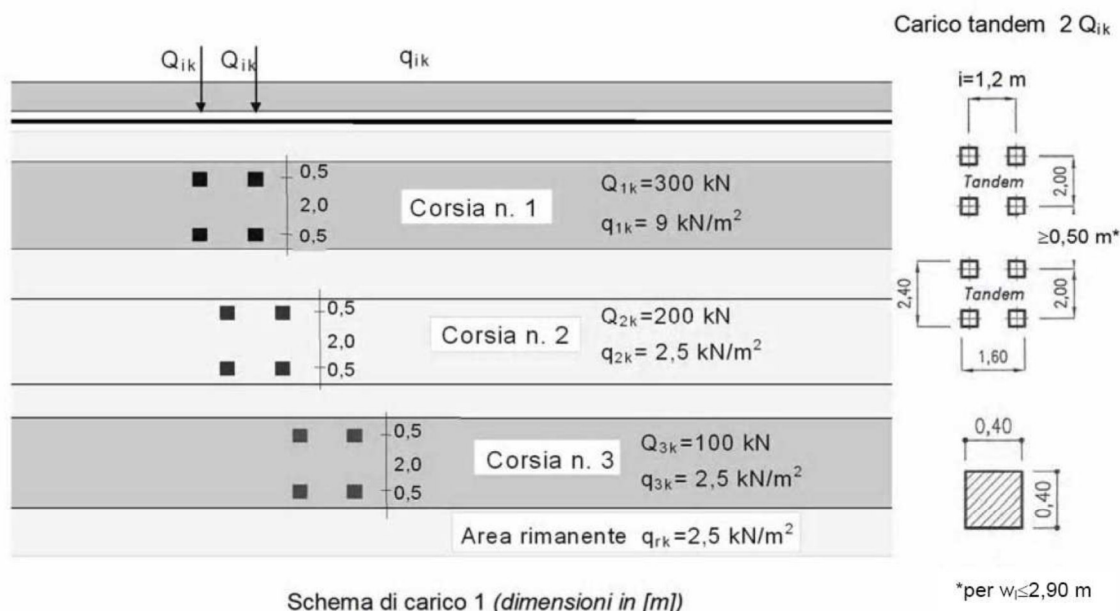 Carico tandem 2 Qik
Qik Qik qik
i=1,2 m
0,5
2,0
0,5
Corsia n. 1
Q1k=300 kN
q1k= 9 kN/m²
Tandem
2,00
≥0,50 m*
0,5
2,0
0,5
Corsia n. 2
Q2k=200 kN
q2k= 2,5 kN/m²
2,40
Tandem
2,00
1,60
0,5
2,0
0,5
Corsia n. 3
Q3k=100 kN
q3k= 2,5 kN/m²
0,40
0,40
Area rimanente qrk=2,5 kN/m²
Schema di carico 1 (dimensioni in [m])
*per wl≤2,90 m